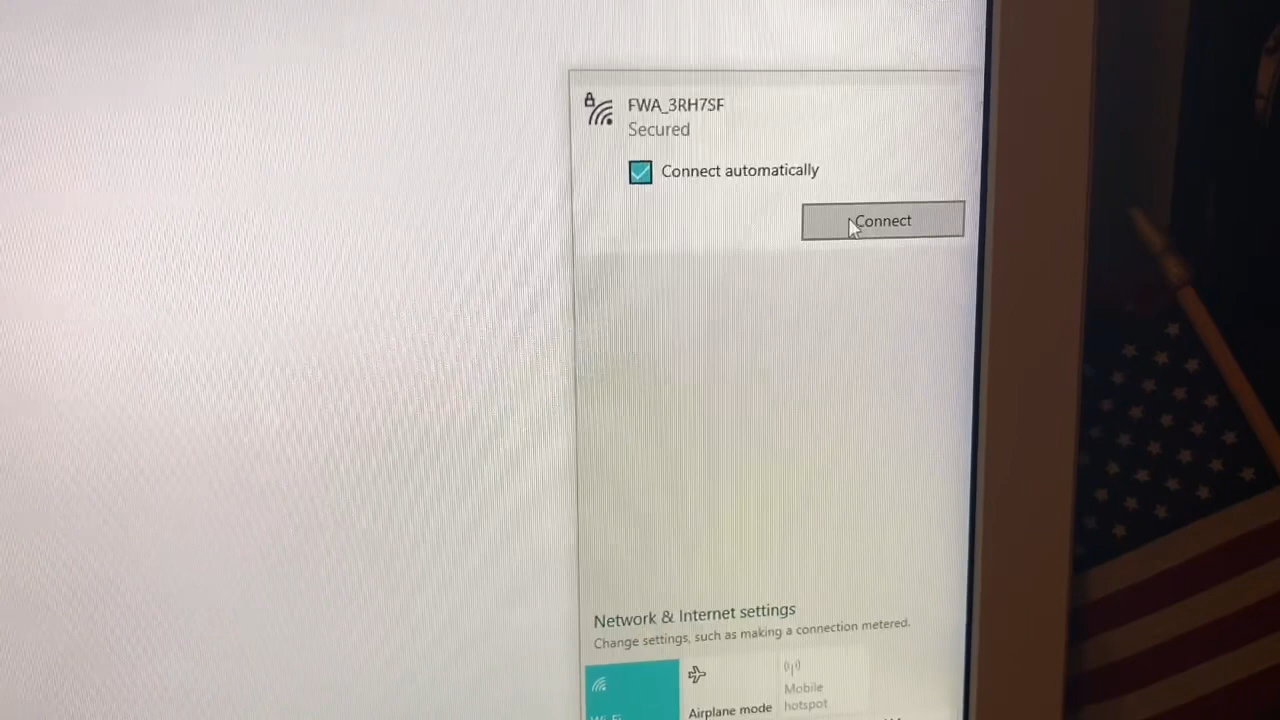 FWA_3RH7SF
Secured
Connect automatically
Connect
Network & Internet settings
Change settings, such as making a connection metered.
Airplane mode
Mobile
hotspot